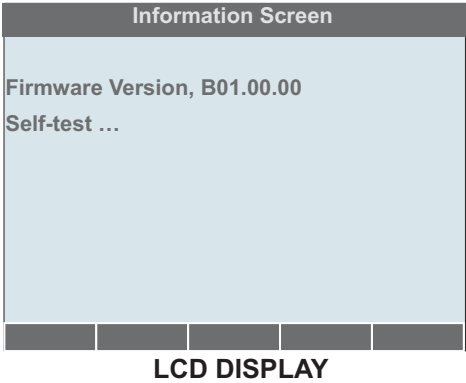 Information Screen
Firmware Version, B01.00.00
Self-test …
LCD DISPLAY